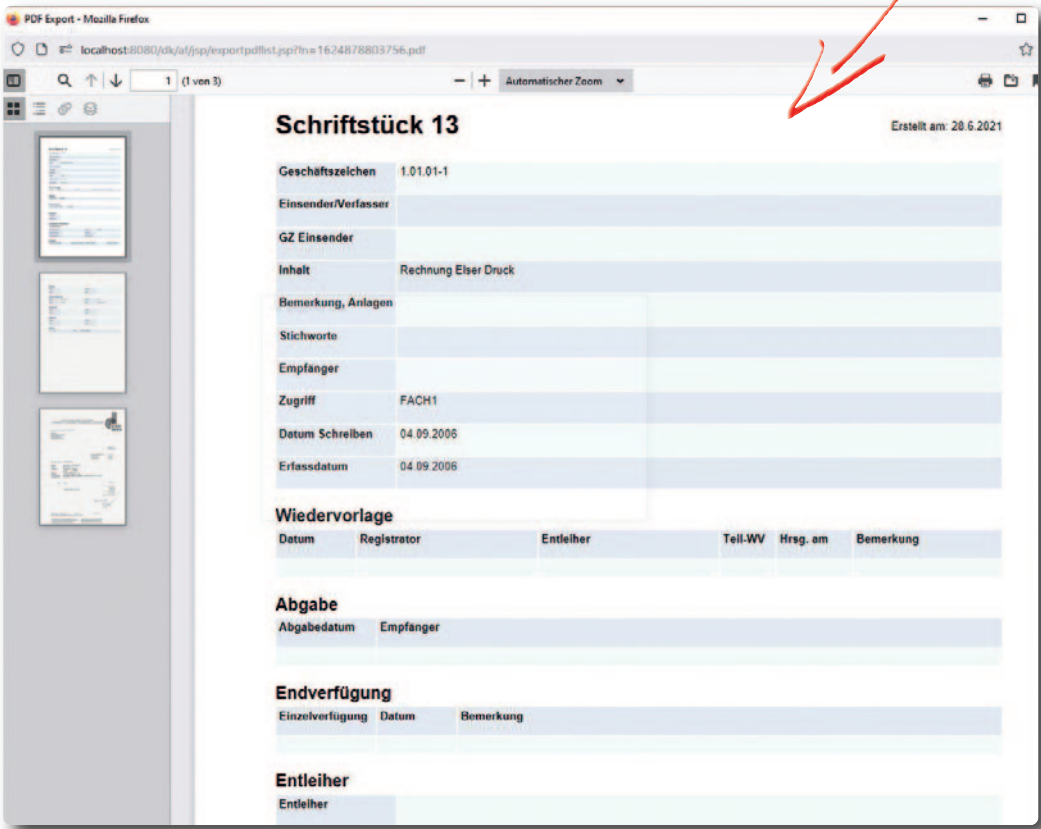 PDF Export - Mozilla Firefox
localhost:8080/dk/af/jsp/exportpdflist.jsp?fn=1624878803756.pdf
1 (1 von 3)
Automatischer Zoom
Schriftstück 13
Erstellt am: 28.6.2021
Geschäftszeichen 1.01.01-1
Einsender/Verfasser
GZ Einsender
Inhalt Rechnung Elser Druck
Bemerkung, Anlagen
Stichworte
Empfänger
Zugriff FACH1
Datum Schreiben 04.09.2006
Erfassdatum 04.09.2006
Wiedervorlage
Datum Registrator Entleiher Teil-WV Hrsg. am Bemerkung
Abgabe
Abgabedatum Empfänger
Endverfügung
Einzelverfügung Datum Bemerkung
Entleiher
Entleiher